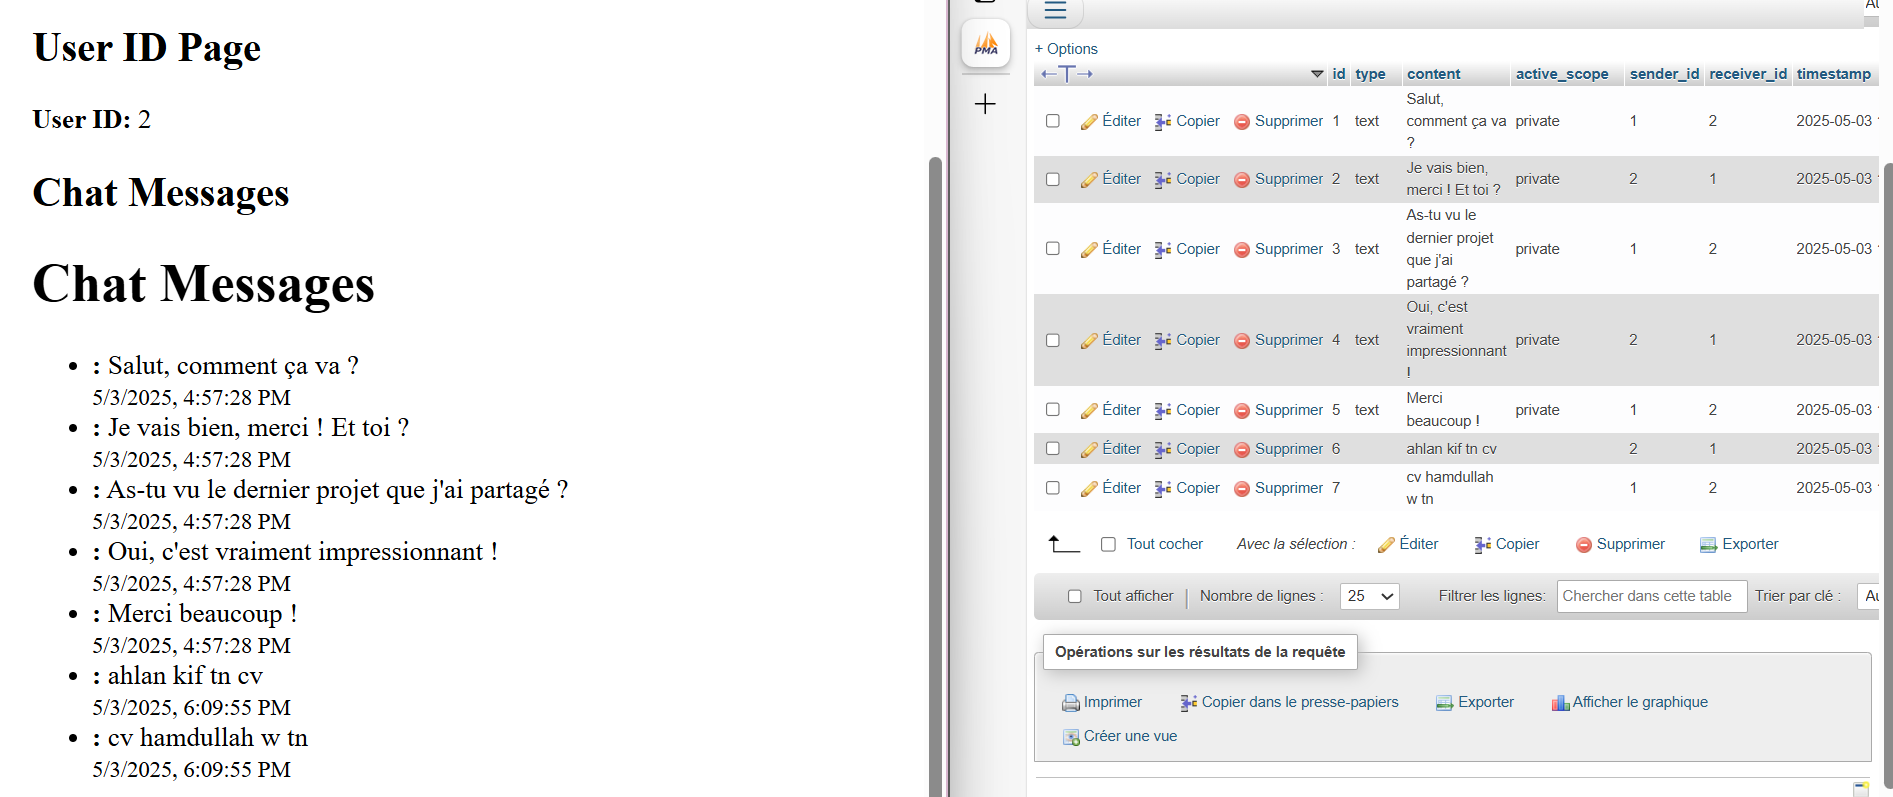 User ID Page
User ID: 2
Chat Messages
Chat Messages
: Salut, comment ça va ?
5/3/2025, 4:57:28 PM
: Je vais bien, merci ! Et toi ?
5/3/2025, 4:57:28 PM
: As-tu vu le dernier projet que j'ai partagé ?
5/3/2025, 4:57:28 PM
: Oui, c'est vraiment impressionnant !
5/3/2025, 4:57:28 PM
: Merci beaucoup !
5/3/2025, 4:57:28 PM
: ahlan kif tn cv
5/3/2025, 6:09:55 PM
: cv hamdullah w tn
5/3/2025, 6:09:55 PM
PMA
+ Options
id type content active_scope sender_id receiver_id timestamp
Salut,
Éditer Copier Supprimer 1 text comment ça va private 1 2 2025-05-03
?
Je vais bien,
Éditer Copier Supprimer 2 text merci ! Et toi ? private 2 1 2025-05-03
As-tu vu le
dernier projet
Éditer Copier Supprimer 3 text que j'ai private 1 2 2025-05-03
partagé ?
Oui, c'est
vraiment
Éditer Copier Supprimer 4 text impressionnant private 2 1 2025-05-03
!
Merci
Éditer Copier Supprimer 5 text beaucoup ! private 1 2 2025-05-03
Éditer Copier Supprimer 6 ahlan kif tn cv 2 1 2025-05-03
cv hamdullah
Éditer Copier Supprimer 7 w tn 1 2 2025-05-03
Tout cocher Avec la sélection : Éditer Copier Supprimer Exporter
Tout afficher Nombre de lignes : 25 Filtrer les lignes: Chercher dans cette table Trier par clé : Au
Opérations sur les résultats de la requête
Imprimer Copier dans le presse-papiers Exporter Afficher le graphique
Créer une vue